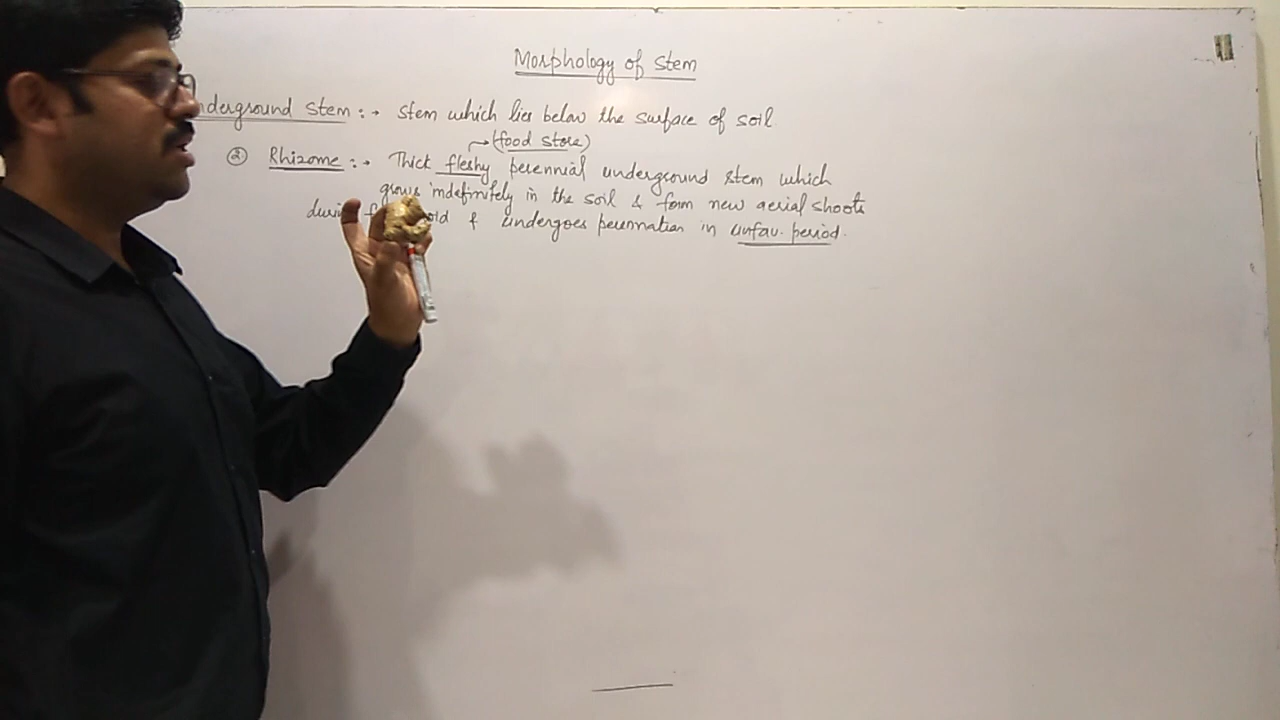 Morphology of Stem
nderground stem :→ stem which lies below the surface of soil
→(food store)
② Rhizome :→ Thick fleshy perennial underground stem which
grows indefinitely in the soil & form new aerial shoots
& undergoes perennation in unfav. period.